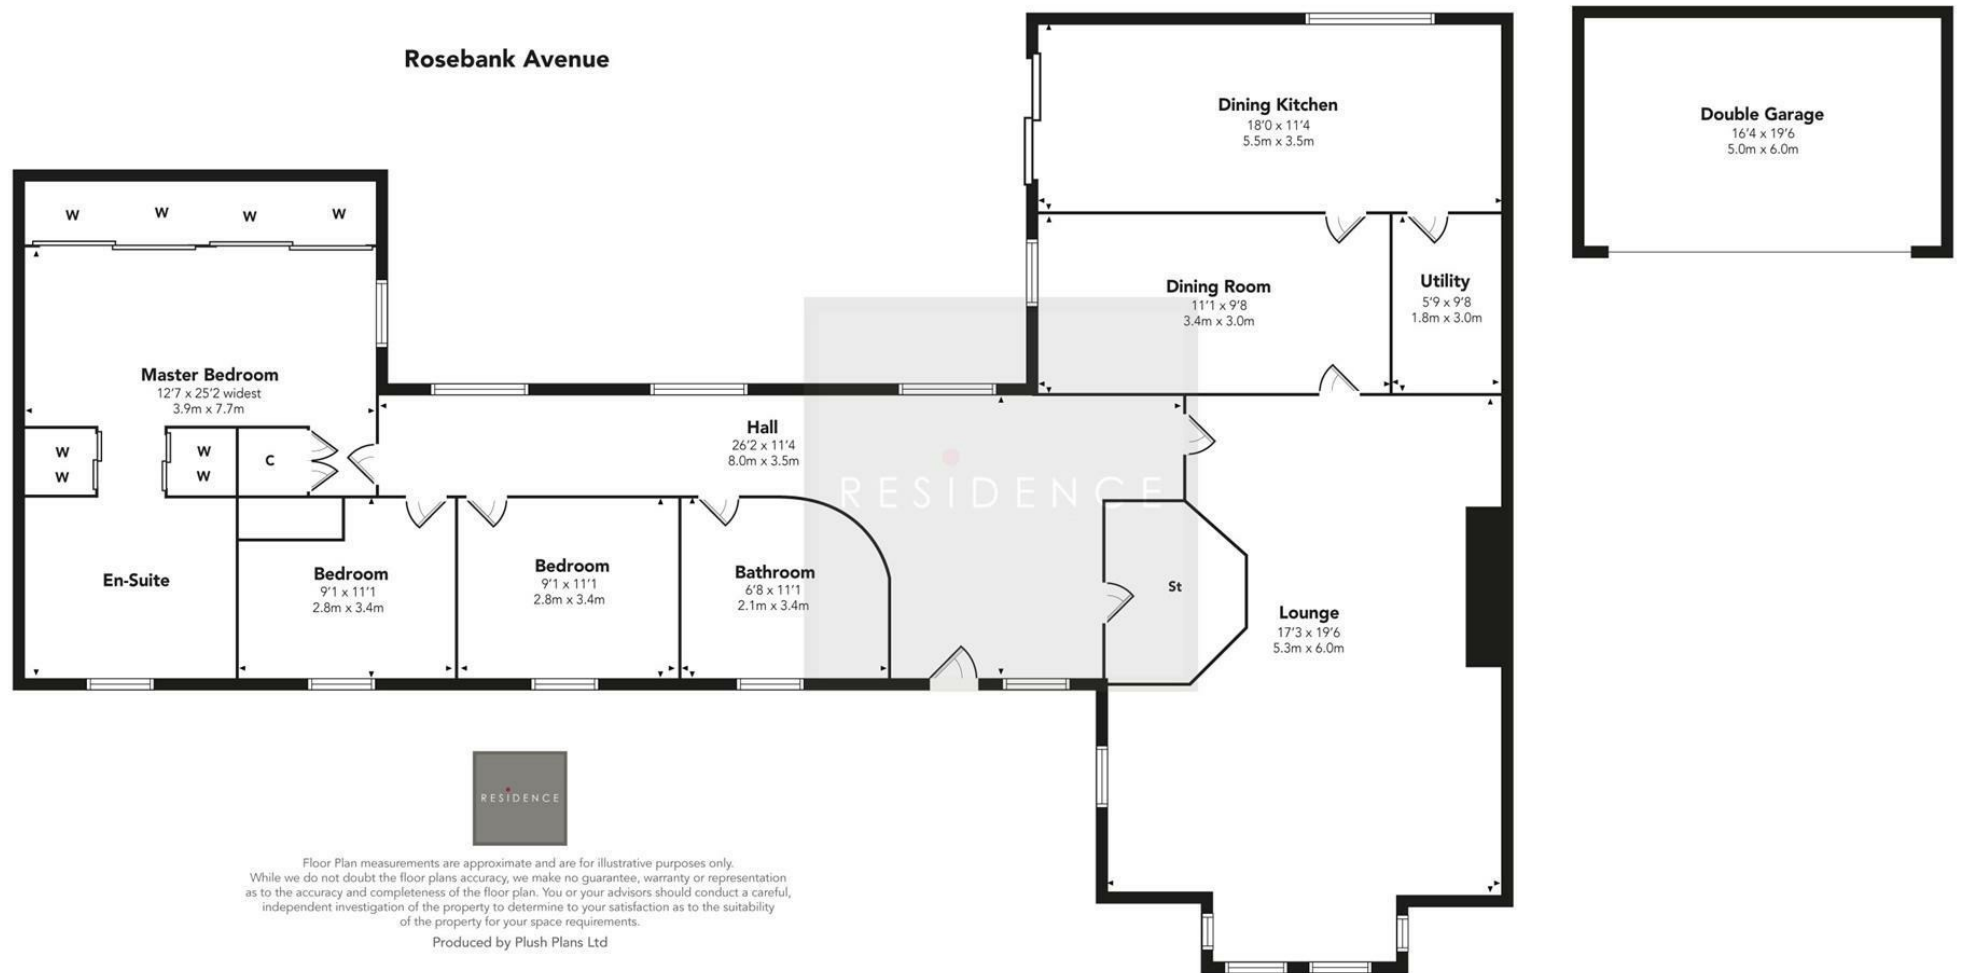 Rosebank Avenue
Dining Kitchen
18'0 x 11'4
5.5m x 3.5m
Double Garage
16'4 x 19'6
5.0m x 6.0m
W W W W
Dining Room
11'1 x 9'8
3.4m x 3.0m
Utility
5'9 x 9'8
1.8m x 3.0m
Master Bedroom
12'7 x 25'2 widest
3.9m x 7.7m
W
W
W
W
C
Hall
26'2 x 11'4
8.0m x 3.5m
RESIDENCE
En-Suite
Bedroom
9'1 x 11'1
2.8m x 3.4m
Bedroom
9'1 x 11'1
2.8m x 3.4m
Bathroom
6'8 x 11'1
2.1m x 3.4m
St
Lounge
17'3 x 19'6
5.3m x 6.0m
RESIDENCE
Floor Plan measurements are approximate and are for illustrative purposes only.
While we do not doubt the floor plans accuracy, we make no guarantee, warranty or representation
as to the accuracy and completeness of the floor plan. You or your advisors should conduct a careful,
independent investigation of the property to determine to your satisfaction as to the suitability
of the property for your space requirements.
Produced by Plush Plans Ltd